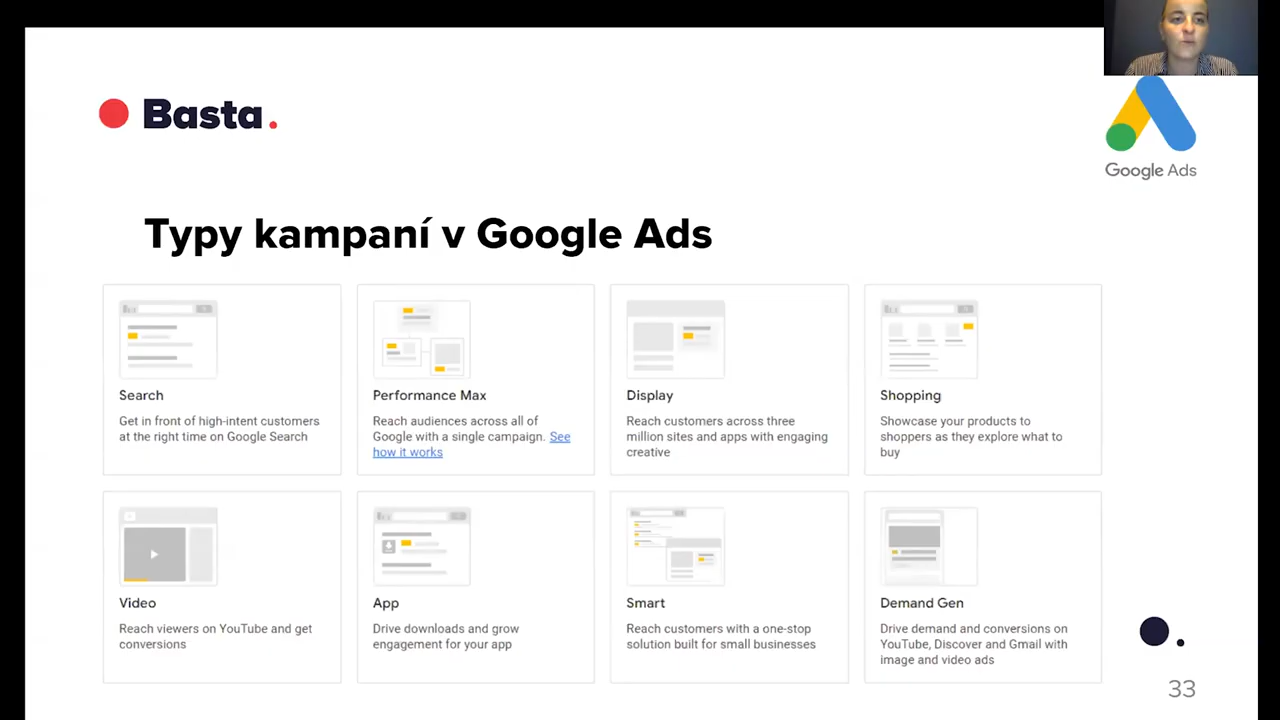 Basta.
Google Ads
Typy kampaní v Google Ads
Search
Get in front of high-intent customers
at the right time on Google Search
Performance Max
Reach audiences across all of
Google with a single campaign. See
how it works
Display
Reach customers across three
million sites and apps with engaging
creative
Shopping
Showcase your products to
shoppers as they explore what to
buy
Video
Reach viewers on YouTube and get
conversions
App
Drive downloads and grow
engagement for your app
Smart
Reach customers with a one-stop
solution built for small businesses
Demand Gen
Drive demand and conversions on
YouTube, Discover and Gmail with
image and video ads
33